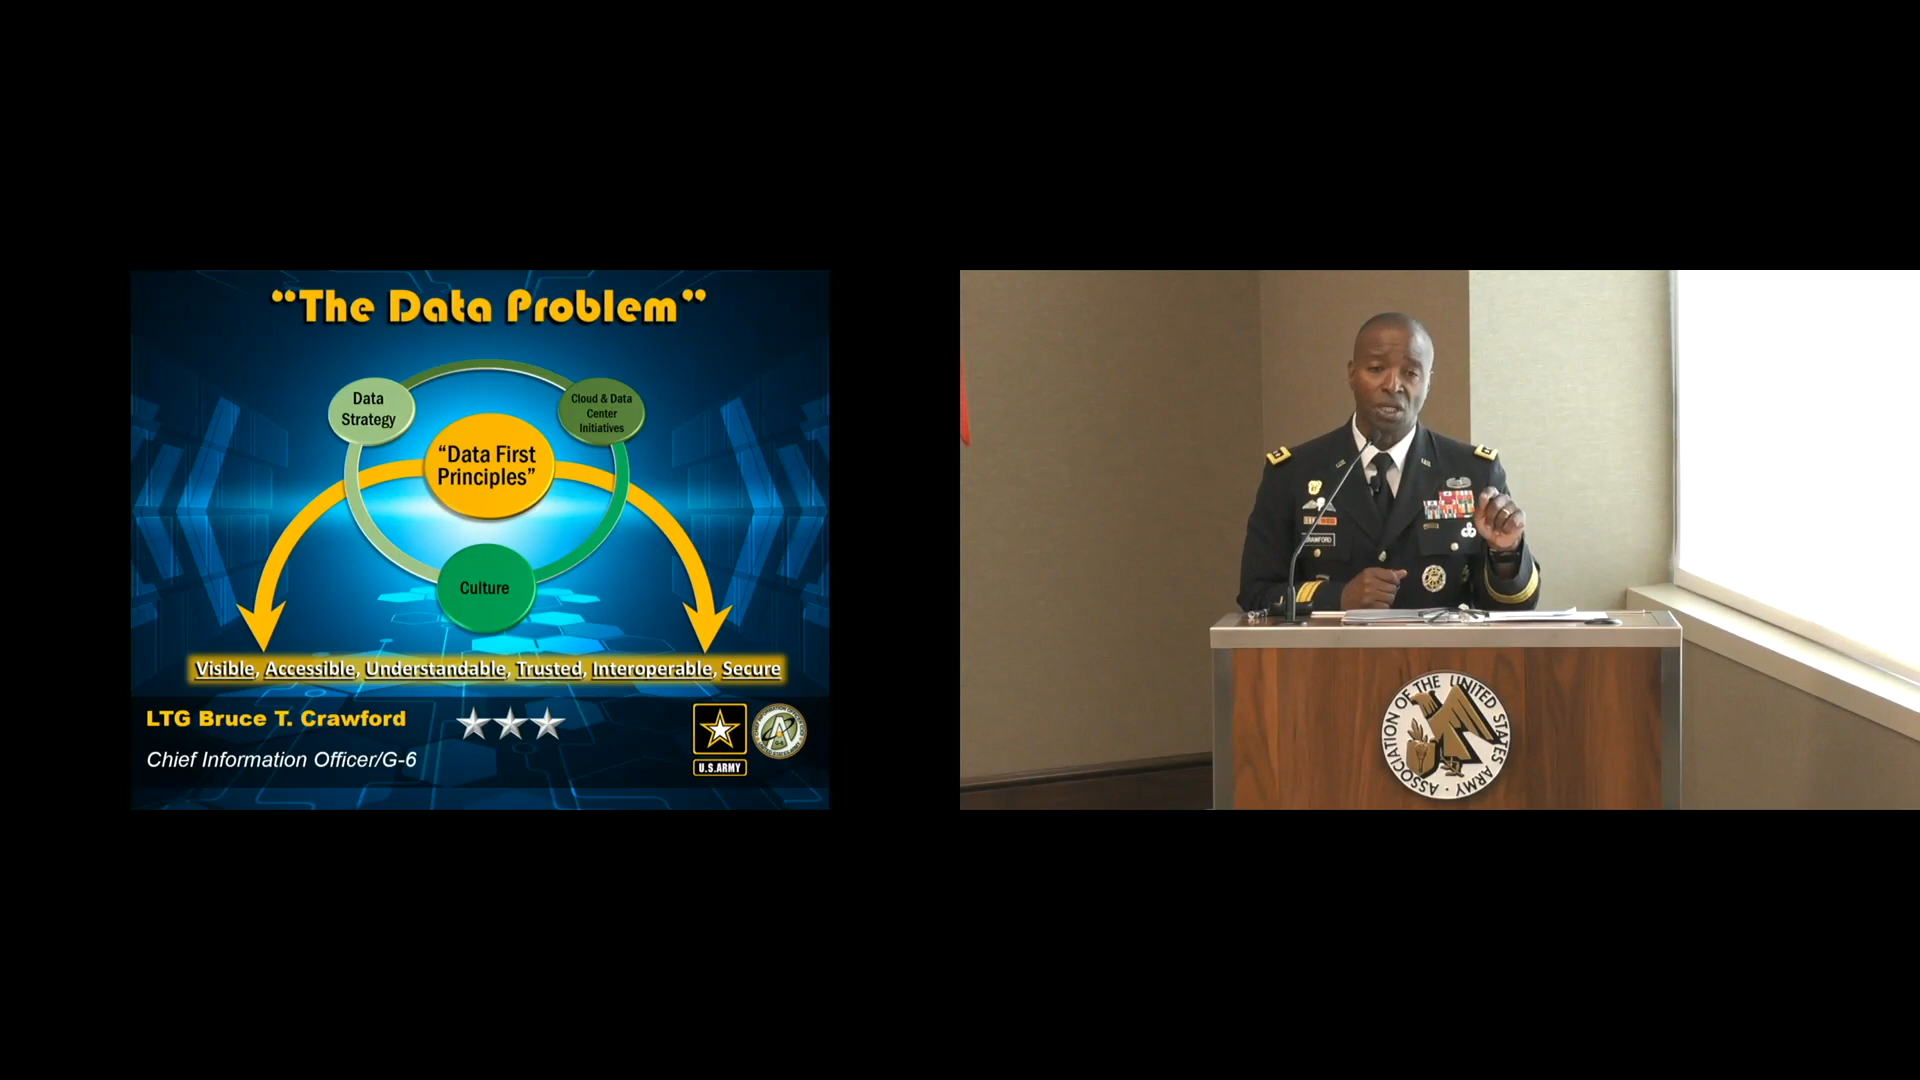 “The Data Problem”
Data
Strategy
Cloud & Data
Center
Initiatives
“Data First
Principles”
Culture
Visible, Accessible, Understandable, Trusted, Interoperable, Secure
LTG Bruce T. Crawford
Chief Information Officer/G-6
U.S.ARMY
CRAWFORD
ASSOCIATION OF THE UNITED STATES ARMY